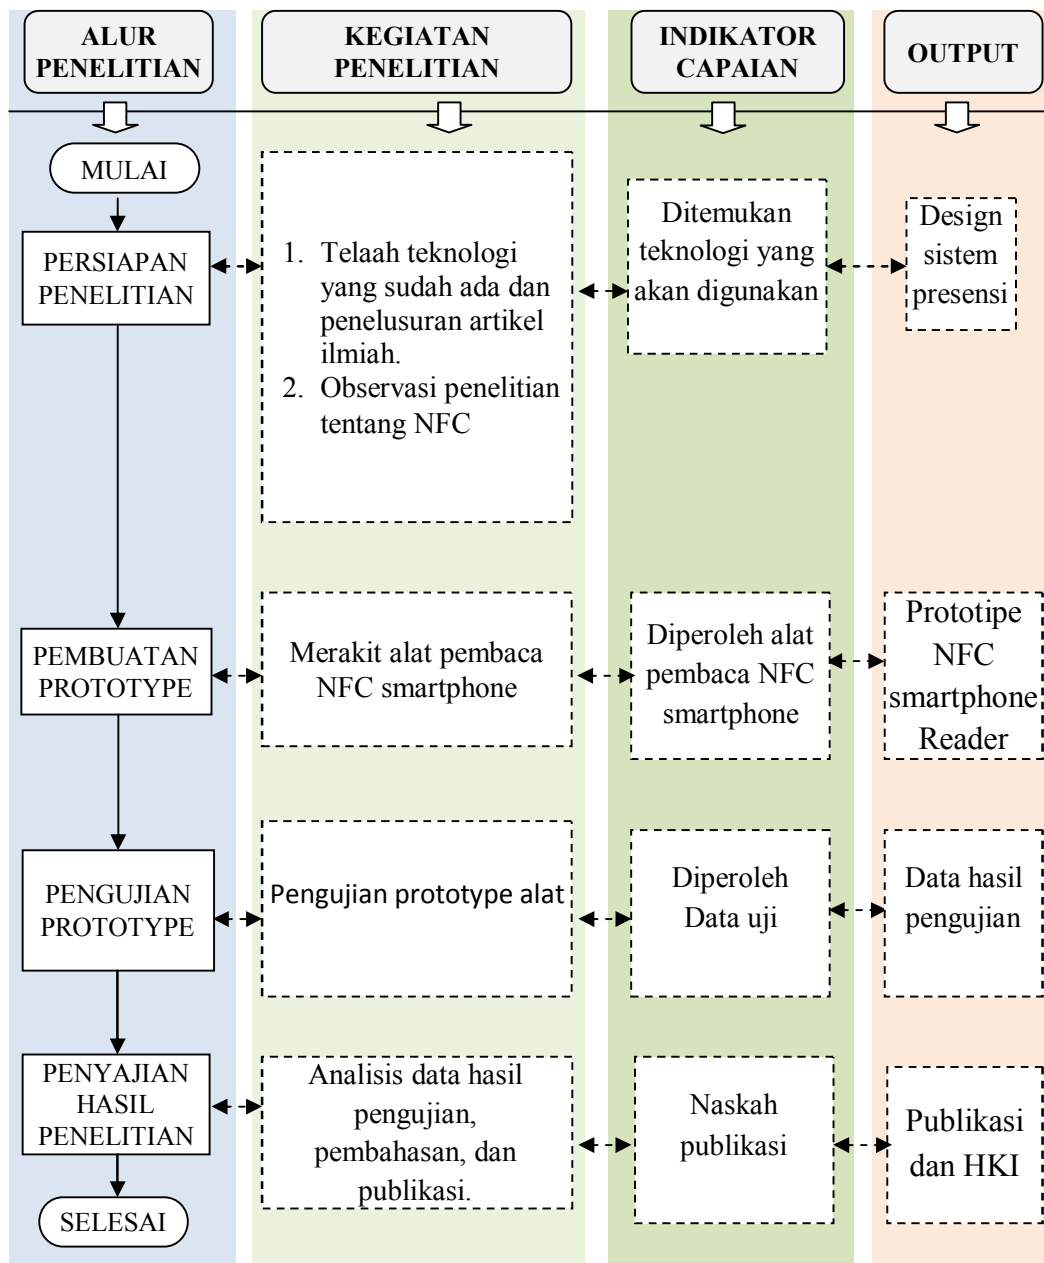 ALUR
PENELITIAN
KEGIATAN
PENELITIAN
INDIKATOR
CAPAIAN
OUTPUT
MULAI
PERSIAPAN
PENELITIAN
1. Telaah teknologi
yang sudah ada dan
penelusuran artikel
ilmiah.
2. Observasi penelitian
tentang NFC
Ditemukan
teknologi yang
akan digunakan
Design
sistem
presensi
PEMBUATAN
PROTOTYPE
Merakit alat pembaca
NFC smartphone
Diperoleh alat
pembaca NFC
smartphone
Prototipe
NFC
smartphone
Reader
PENGUJIAN
PROTOTYPE
Pengujian prototype alat
Diperoleh
Data uji
Data hasil
pengujian
PENYAJIAN
HASIL
PENELITIAN
Analisis data hasil
pengujian,
pembahasan, dan
publikasi.
Naskah
publikasi
Publikasi
dan HKI
SELESAI